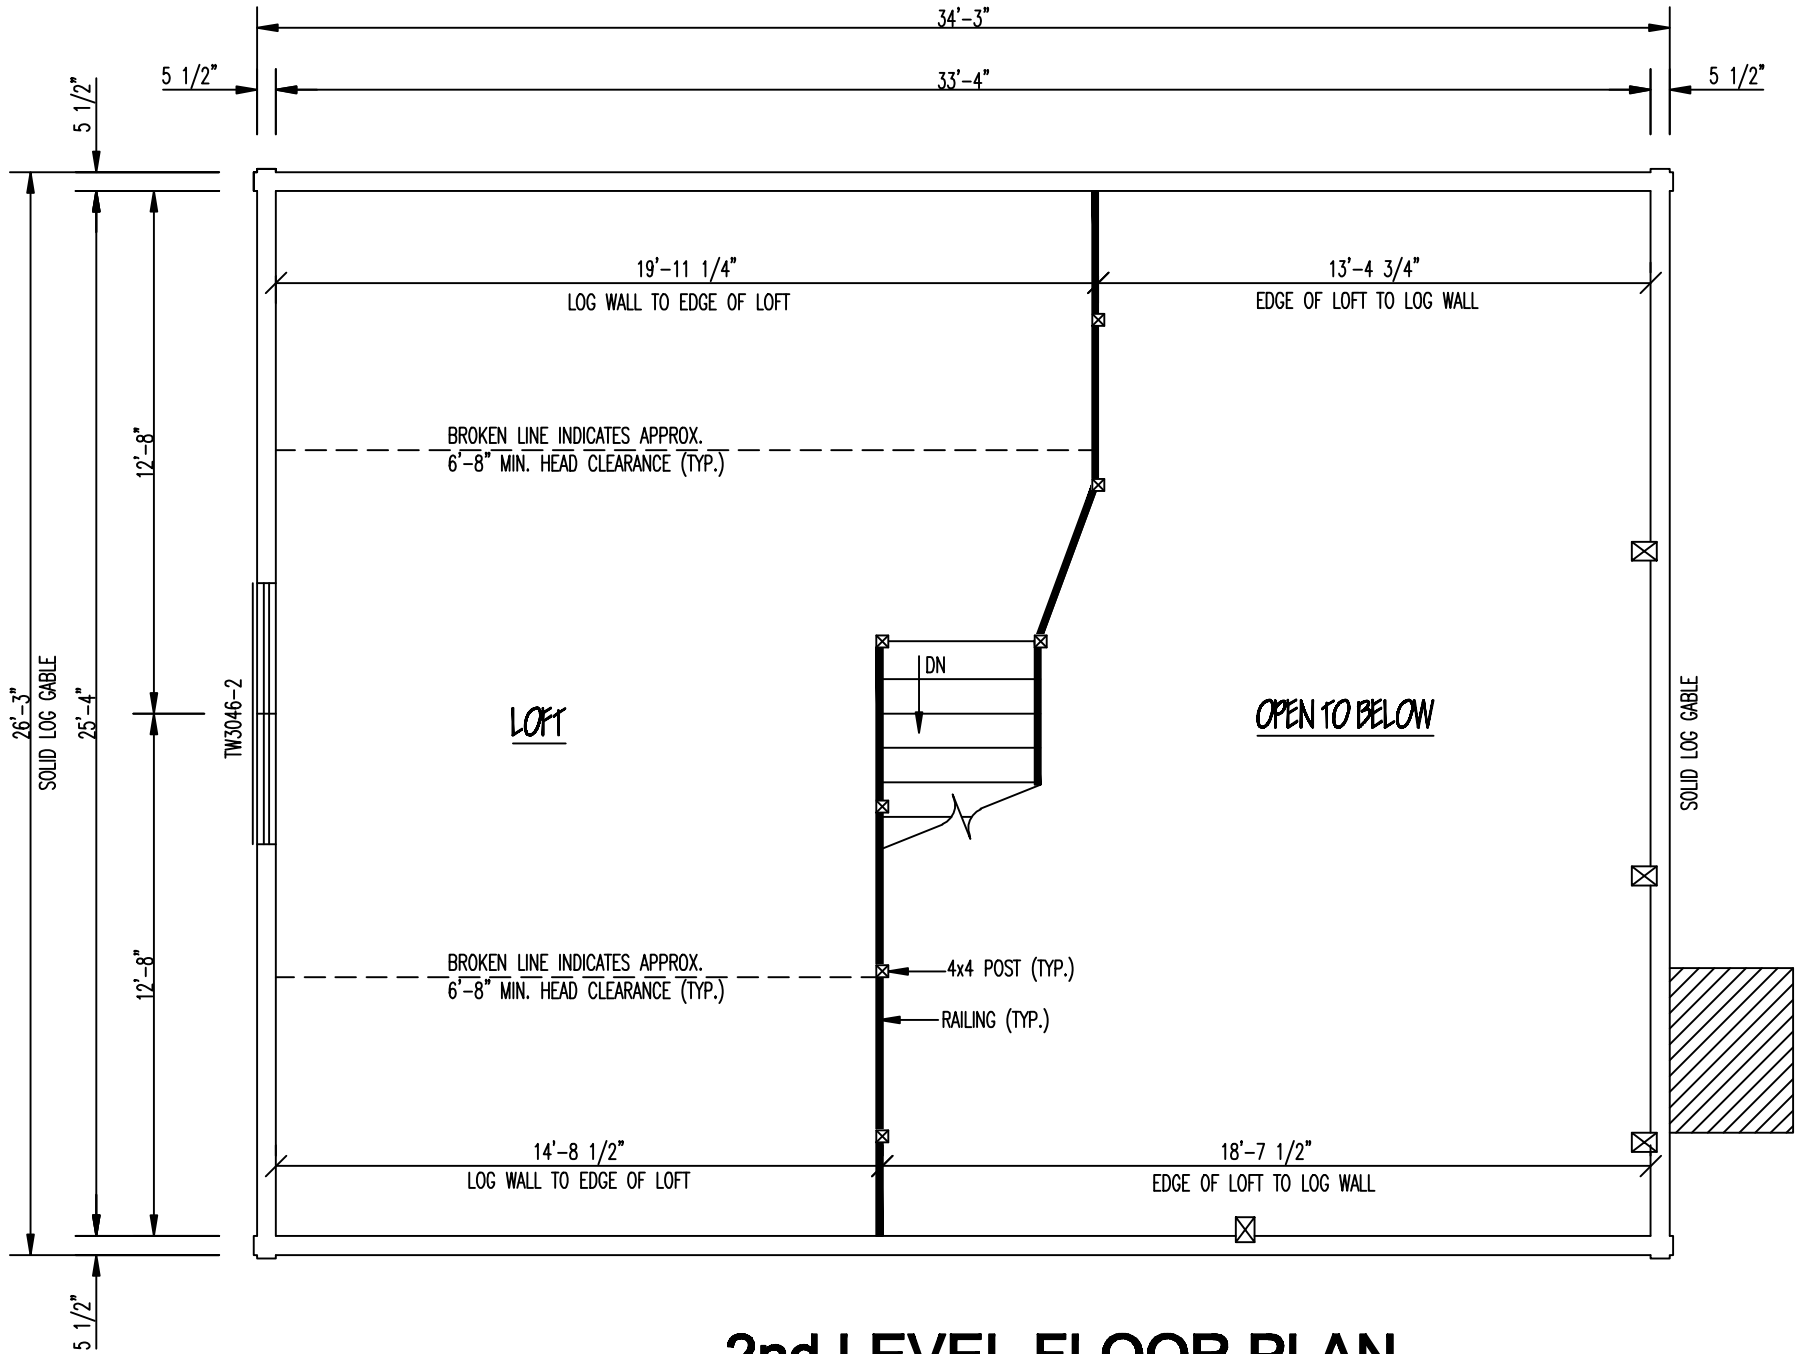 34'-3"
5 1/2"
33'-4"
5 1/2"
5 1/2"
19'-11 1/4"
LOG WALL TO EDGE OF LOFT
13'-4 3/4"
EDGE OF LOFT TO LOG WALL
12'-8"
BROKEN LINE INDICATES APPROX.
6'-8" MIN. HEAD CLEARANCE (TYP.)
26'-3"
SOLID LOG GABLE
25'-4"
TW3046-2
LOFT
DN
OPEN TO BELOW
SOLID LOG GABLE
12'-8"
BROKEN LINE INDICATES APPROX.
6'-8" MIN. HEAD CLEARANCE (TYP.)
4x4 POST (TYP.)
RAILING (TYP.)
14'-8 1/2"
LOG WALL TO EDGE OF LOFT
18'-7 1/2"
EDGE OF LOFT TO LOG WALL
5 1/2"
2nd LEVEL FLOOR PLAN